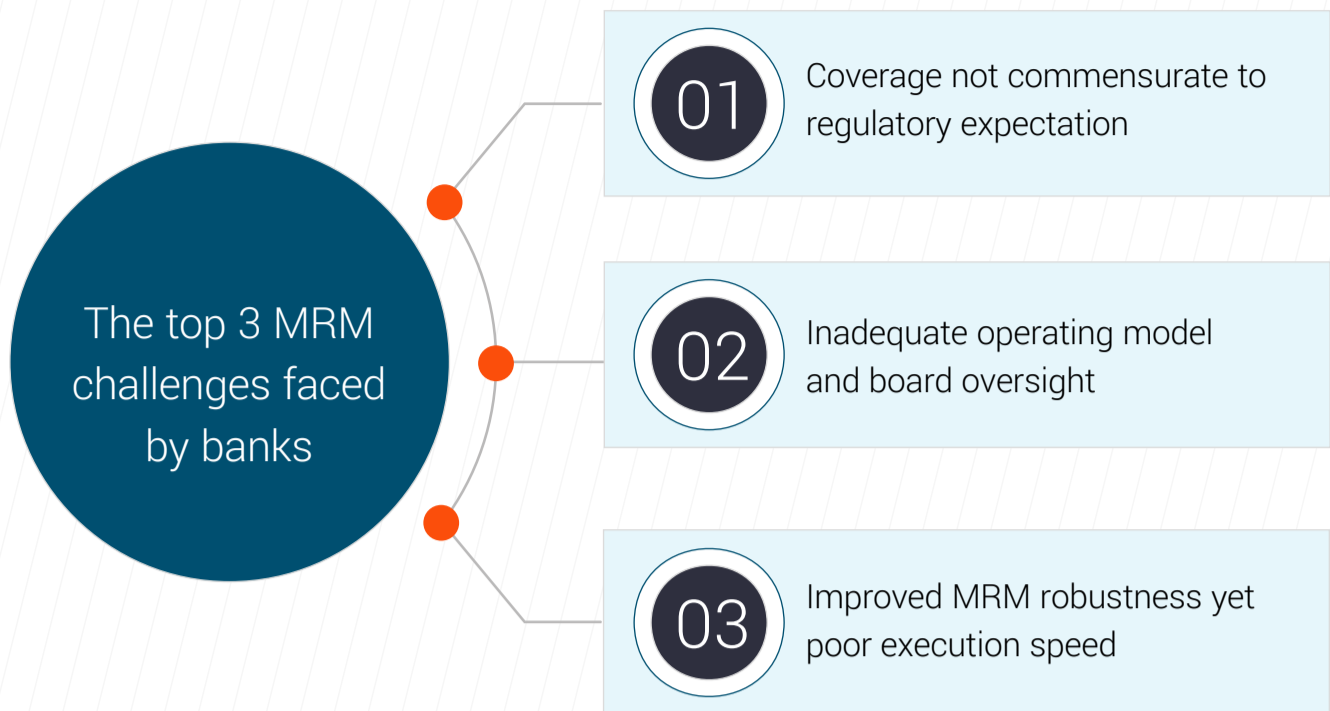 The top 3 MRM
challenges faced
by banks
01
Coverage not commensurate to
regulatory expectation
02
Inadequate operating model
and board oversight
03
Improved MRM robustness yet
poor execution speed